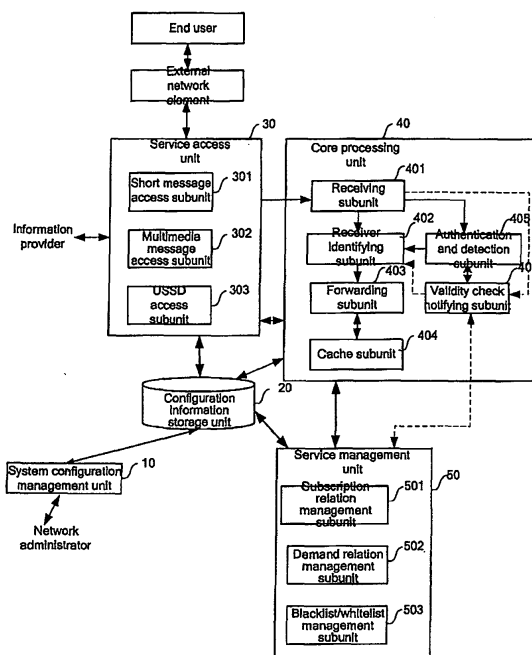 End user
External
network
element
30
Service access
unit
Short message
access subunit
301
Multimedia
message
access subunit
302
USSD
access
subunit
303
Information
provider
40
Core processing
unit
401
Receiving
subunit
402
Receiver
identifying
subunit
405
Authentication
and detection
subunit
403
Forwarding
subunit
40
Validity check
notifying subunit
404
Cache subunit
Configuration
information
storage unit
20
System configuration
management unit
10
Network
administrator
Service management
unit
50
Subscription
relation
management
subunit
501
Demand relation
management
subunit
502
Blacklist/whitelist
management
subunit
503